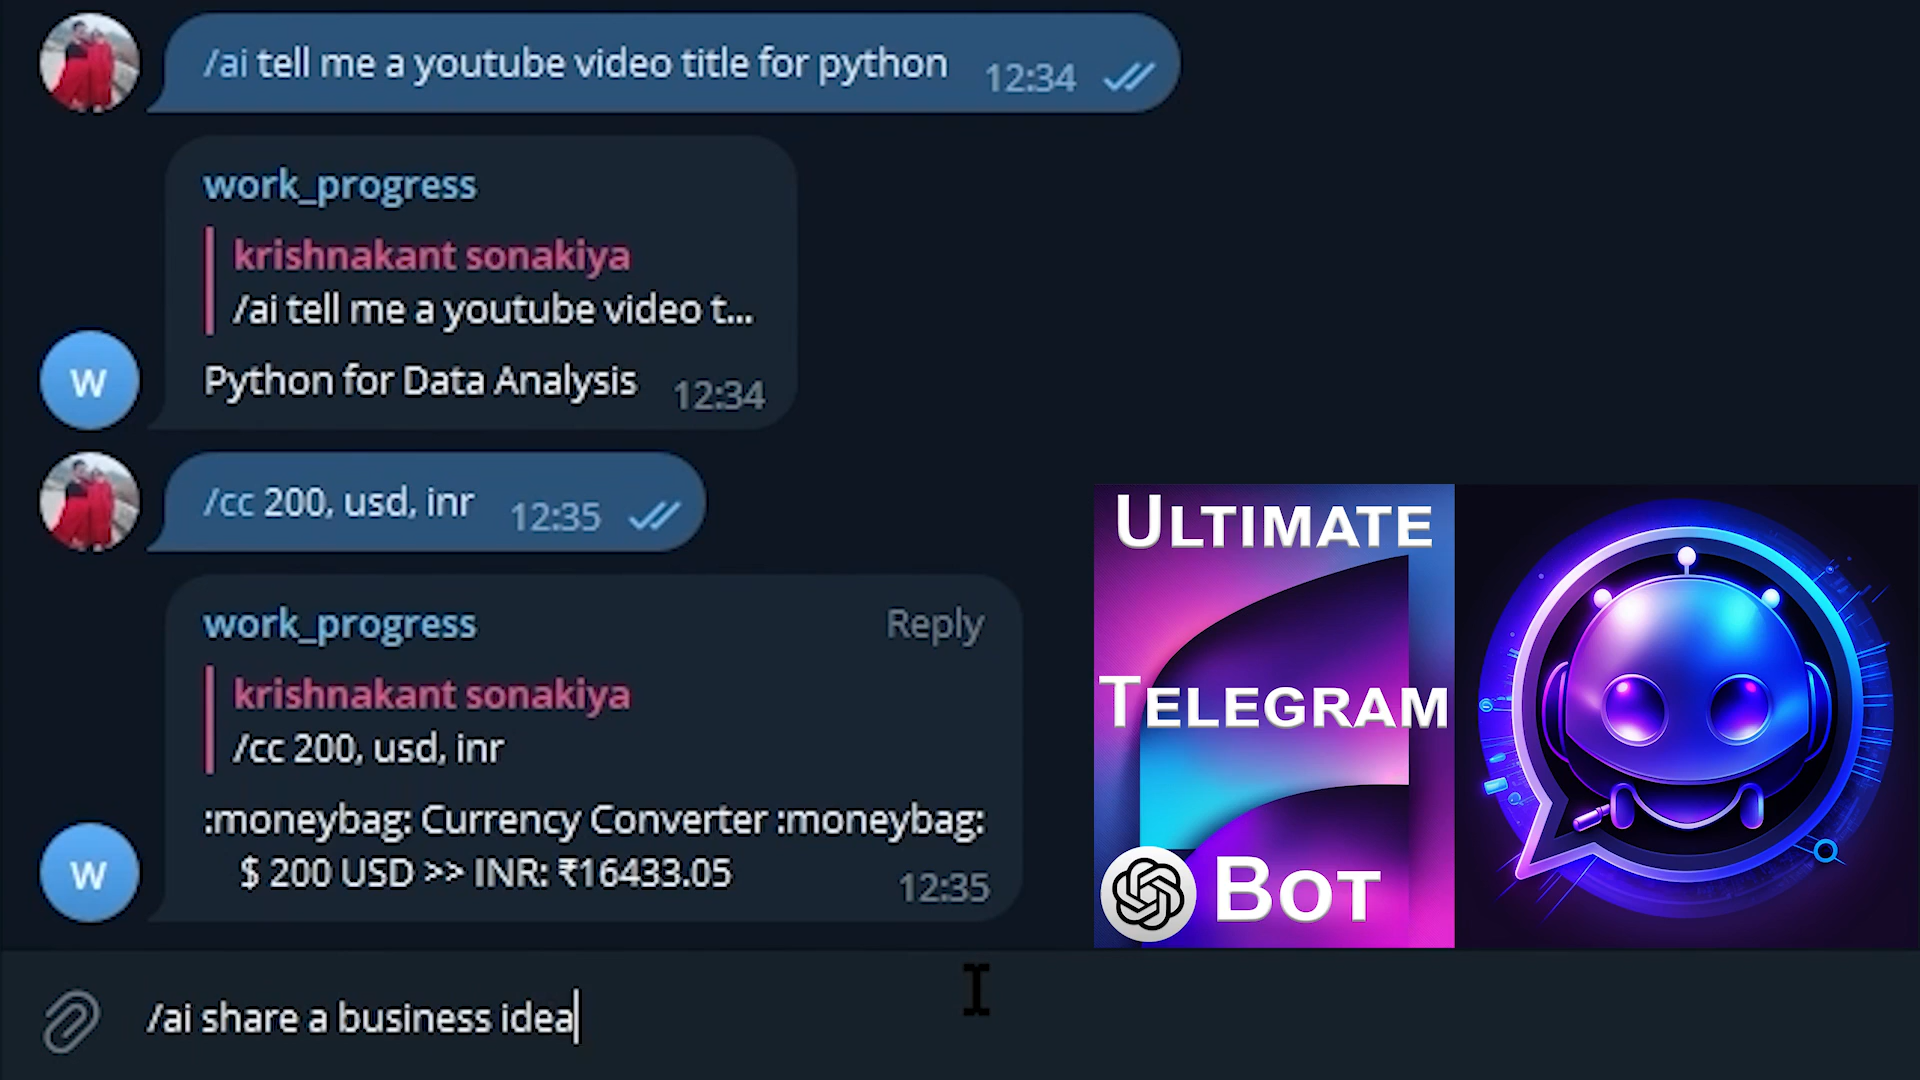 /ai tell me a youtube video title for python 12:34
work_progress
krishnakant sonakiya
/ai tell me a youtube video t...
Python for Data Analysis 12:34
W
/cc 200, usd, inr 12:35
work_progress Reply
krishnakant sonakiya
/cc 200, usd, inr
:moneybag: Currency Converter :moneybag:
$ 200 USD >> INR: ₹16433.05
12:35
W
/ai share a business idea
ULTIMATE
TELEGRAM
BOT